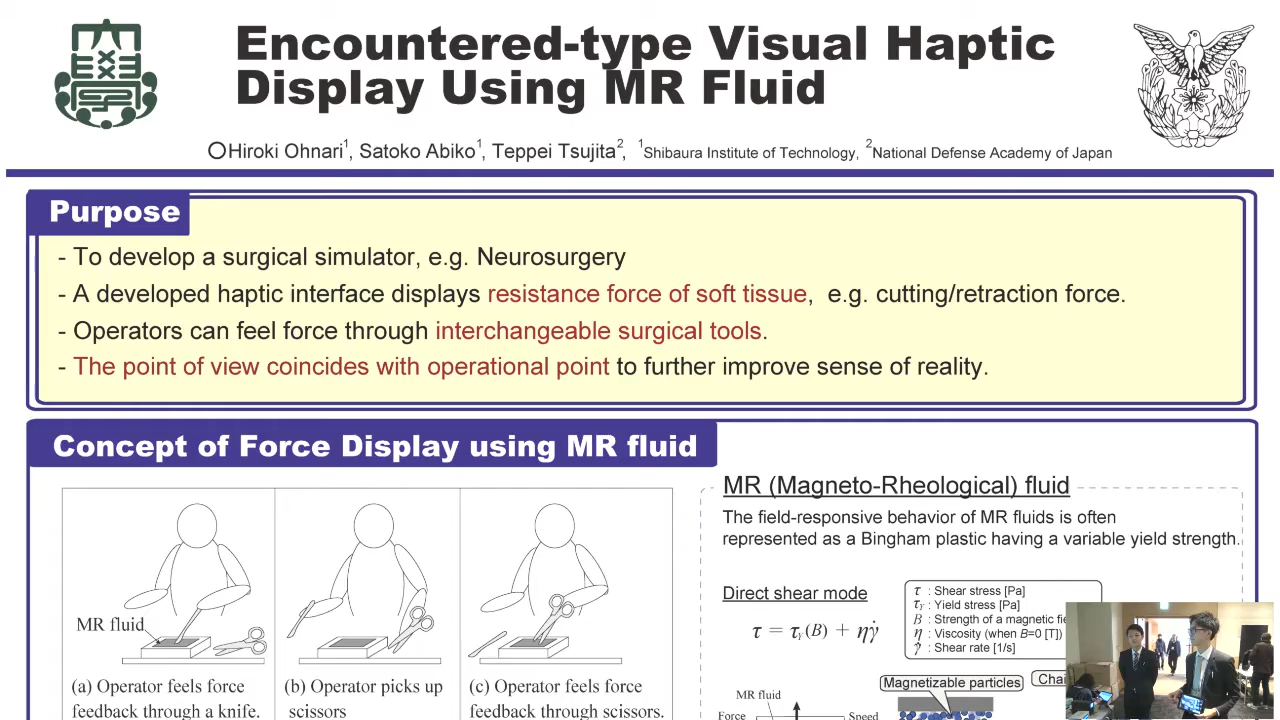 Encountered-type Visual Haptic
Display Using MR Fluid
○Hiroki Ohnari1, Satoko Abiko1, Teppei Tsujita2, 1Shibaura Institute of Technology, 2National Defense Academy of Japan
Purpose
- To develop a surgical simulator, e.g. Neurosurgery
- A developed haptic interface displays resistance force of soft tissue, e.g. cutting/retraction force.
- Operators can feel force through interchangeable surgical tools.
- The point of view coincides with operational point to further improve sense of reality.
Concept of Force Display using MR fluid
MR fluid
(a) Operator feels force
feedback through a knife.
(b) Operator picks up
scissors
(c) Operator feels force
feedback through scissors.
MR (Magneto-Rheological) fluid
The field-responsive behavior of MR fluids is often
represented as a Bingham plastic having a variable yield strength.
Direct shear mode
τ = τY(B) + ηγ̇
τ : Shear stress [Pa]
τY : Yield stress [Pa]
B : Strength of a magnetic fie
η : Viscosity (when B=0 [T])
γ̇ : Shear rate [1/s]
Magnetizable particles
Chai
MR fluid
Force
Speed